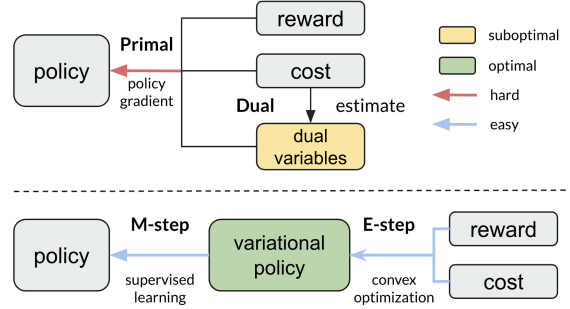 reward
Primal
policy
policy
gradient
cost
Dual
estimate
dual
variables
suboptimal
optimal
hard
easy
M-step
E-step
policy
supervised
learning
variational
policy
convex
optimization
reward
cost